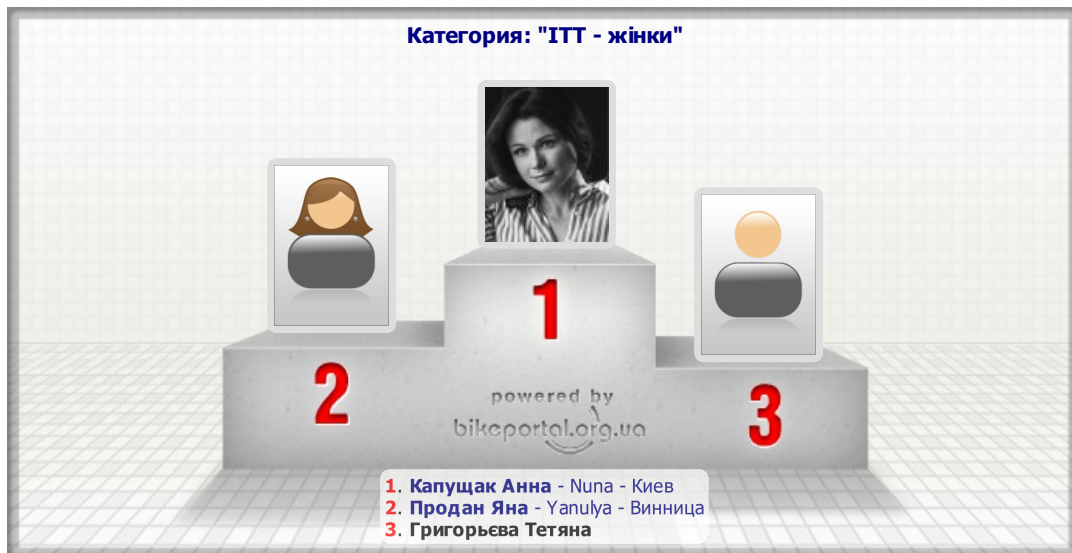 Категория: "ITT - жінки"
1
2
3
powered by
bikeportal.org.ua
1. Капущак Анна - Nuna - Киев
2. Продан Яна - Yanulya - Винница
3. Григорьєва Тетяна